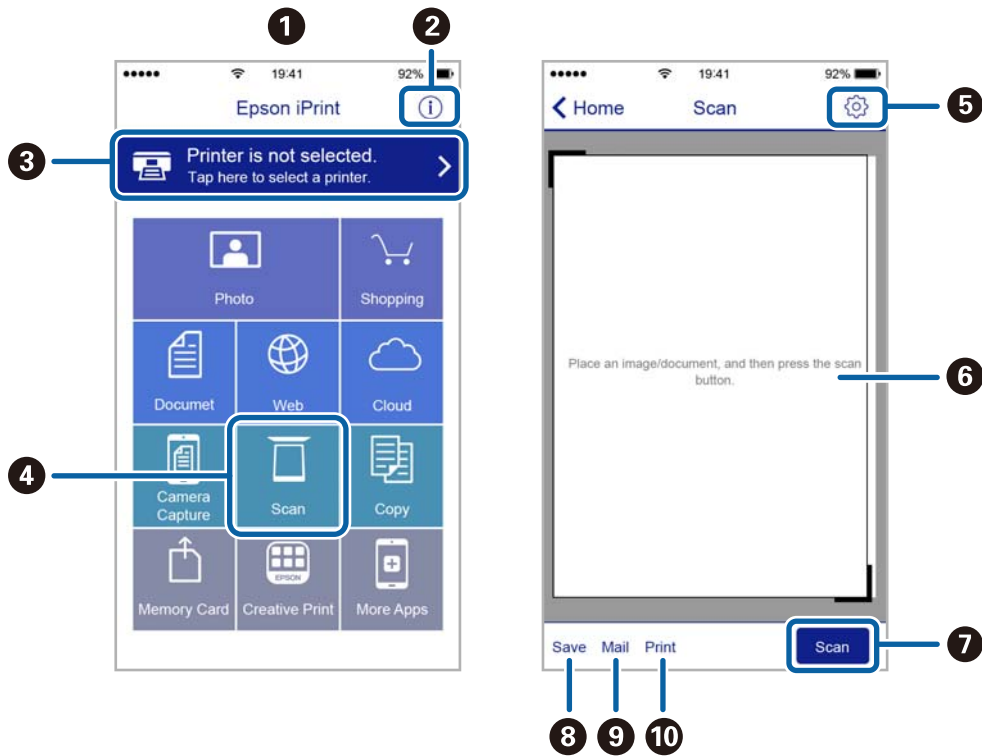 1
2
19:41
92%
Epson iPrint
i
3
Printer is not selected.
Tap here to select a printer.
Photo
Shopping
Documet
Web
Cloud
4
Camera
Capture
Scan
Copy
EPSON
Memory Card
Creative Print
More Apps
19:41
92%
Home
Scan
5
Place an image/document, and then press the scan
button.
6
Save Mail Print
Scan
7
8
9
10